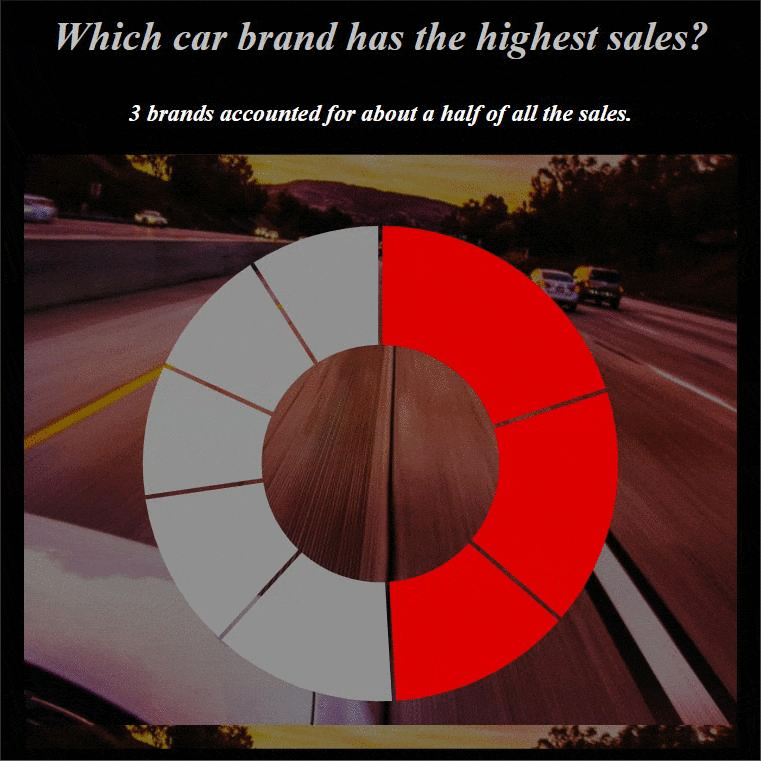 Which car brand has the highest sales?
3 brands accounted for about a half of all the sales.